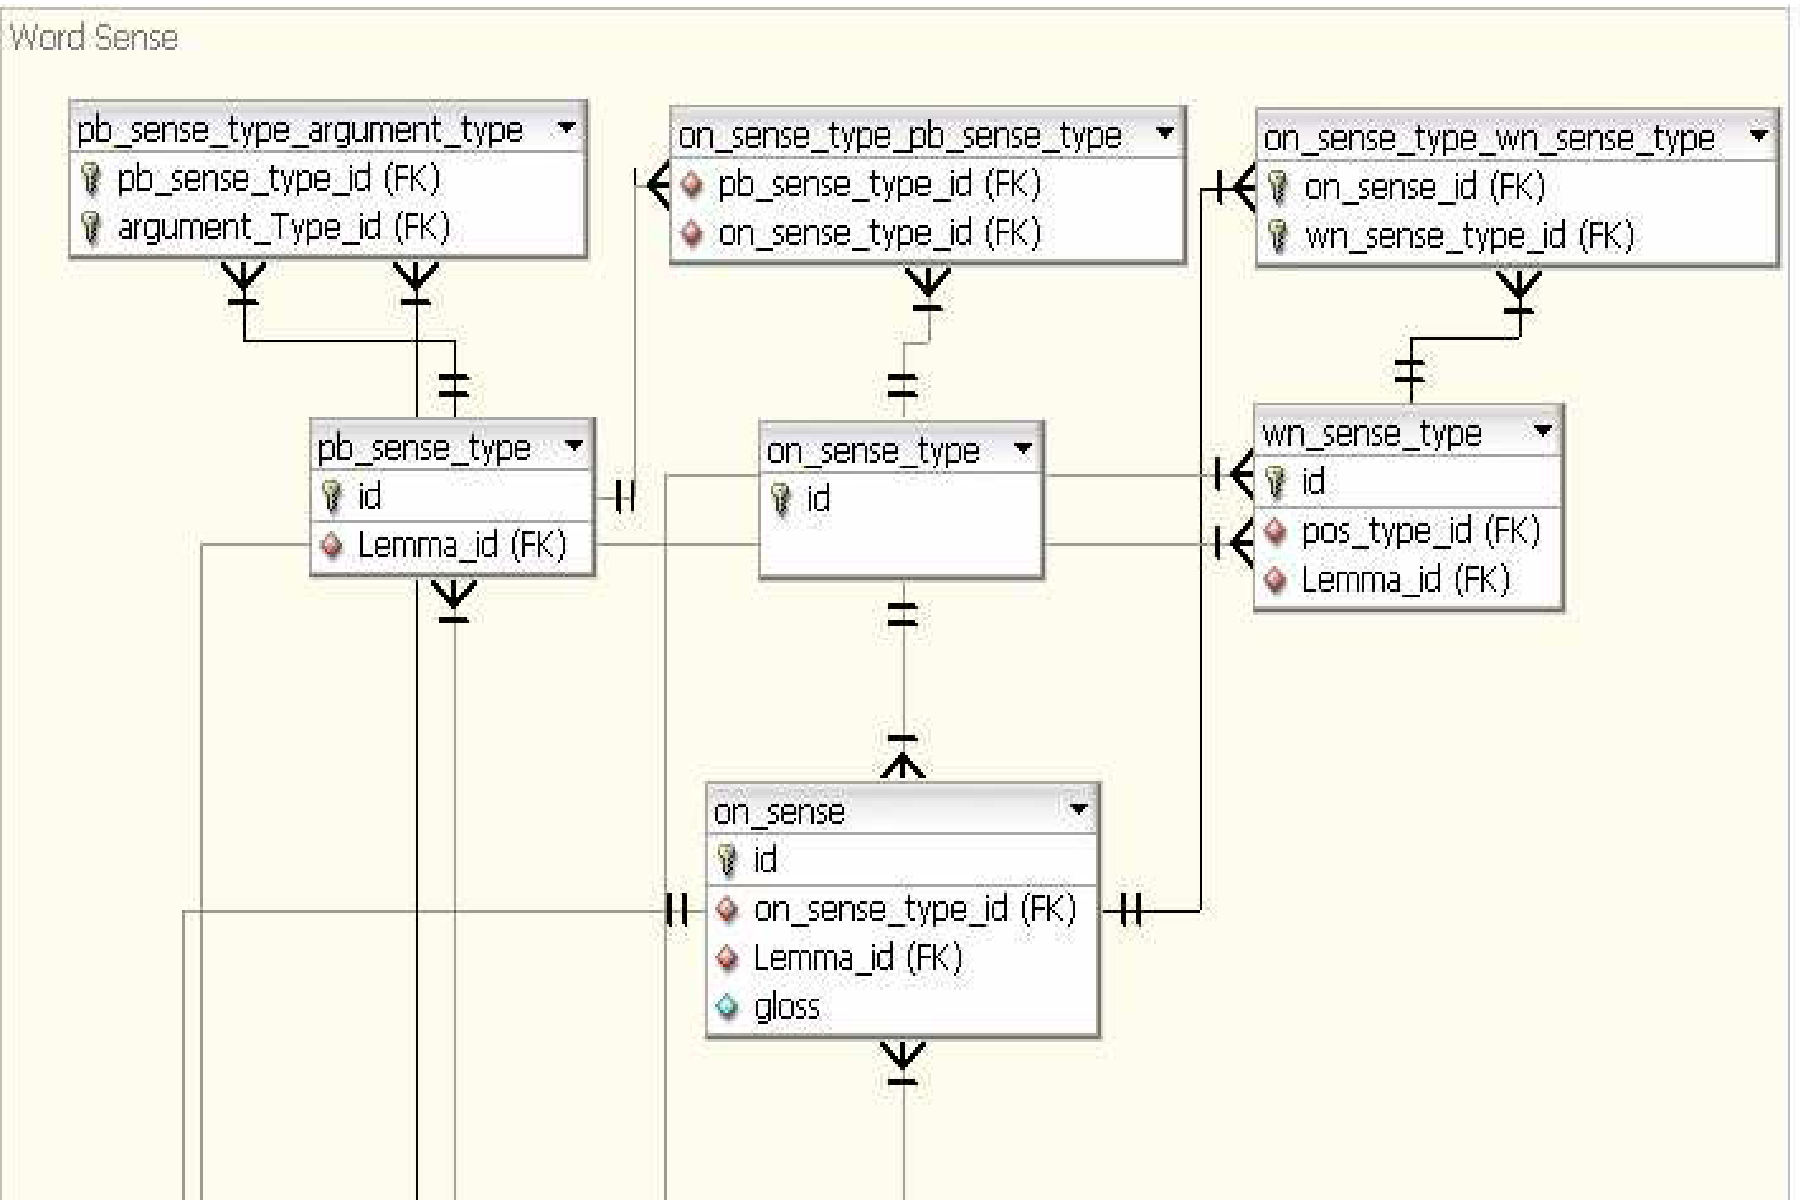 Word Sense
pb_sense_type_argument_type
pb_sense_type_id (FK)
argument_Type_id (FK)
on_sense_type_pb_sense_type
pb_sense_type_id (FK)
on_sense_type_id (FK)
on_sense_type_wn_sense_type
on_sense_id (FK)
wn_sense_type_id (FK)
pb_sense_type
id
Lemma_id (FK)
on_sense_type
id
wn_sense_type
id
pos_type_id (FK)
Lemma_id (FK)
on_sense
id
on_sense_type_id (FK)
Lemma_id (FK)
gloss